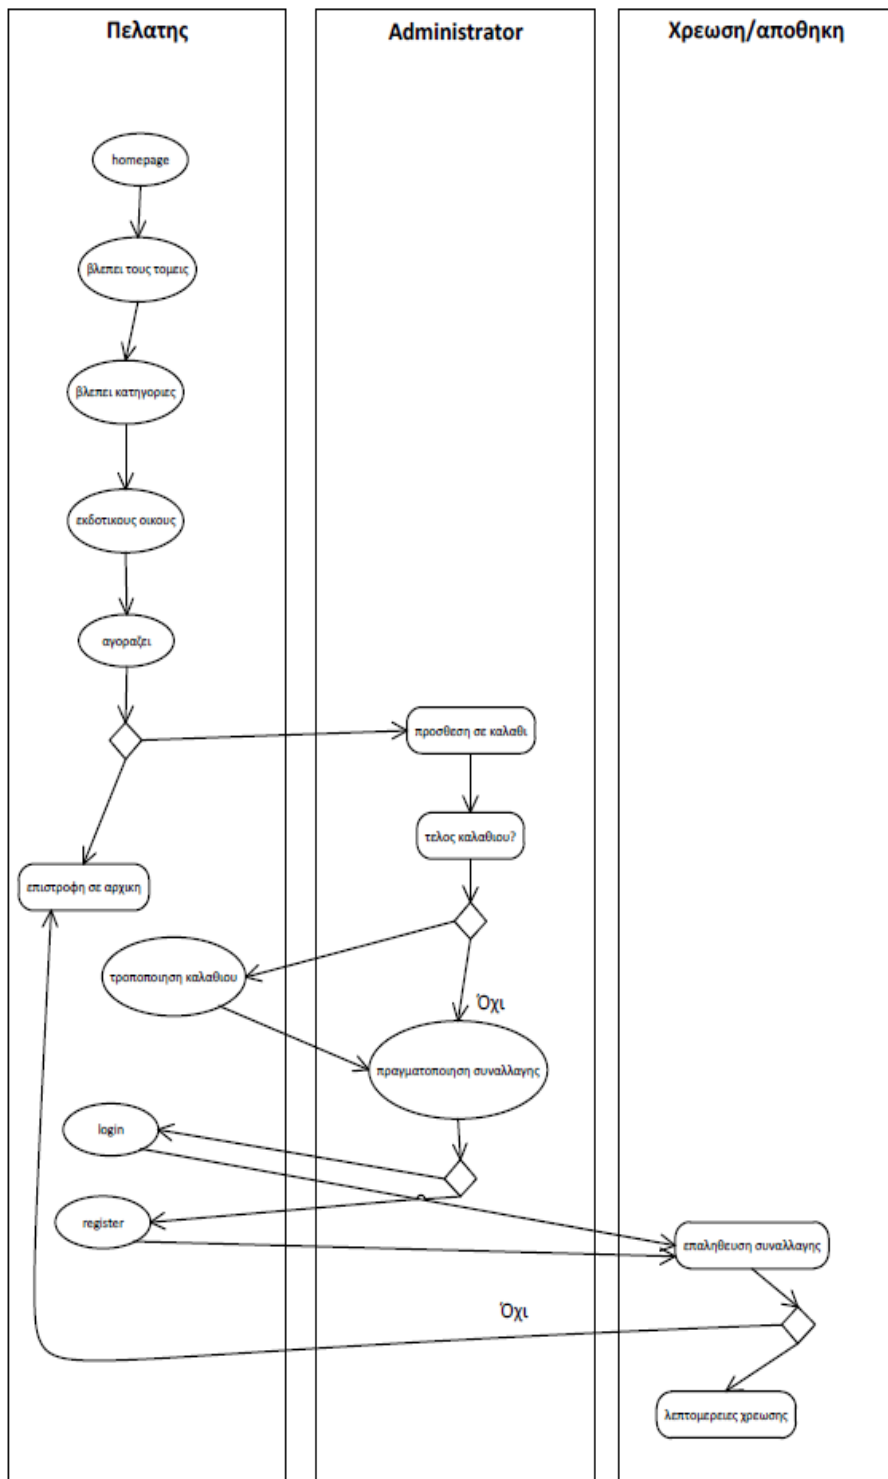 Πελατης
Administrator
Χρεωση/αποθηκη
homepage
βλεπει τους τομεις
βλεπει κατηγοριες
εκδοτικους οικους
αγοραζει
προσθεση σε καλαθι
τελος καλαθιου?
επιστροφη σε αρχικη
τροποποιηση καλαθιου
Όχι
πραγματοποιηση συναλλαγης
login
register
επαληθευση συναλλαγης
Όχι
λεπτομερειες χρεωσης